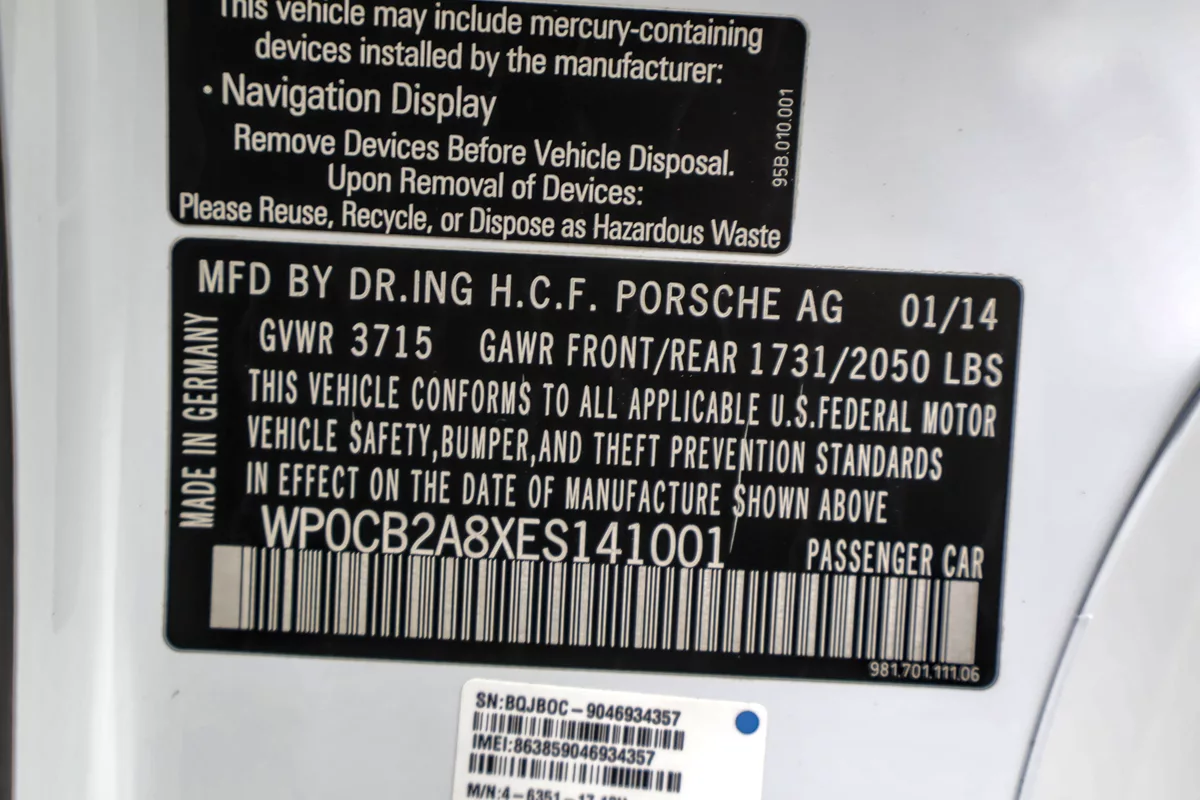 This vehicle may include mercury-containing
devices installed by the manufacturer:
• Navigation Display
Remove Devices Before Vehicle Disposal.
Upon Removal of Devices:
Please Reuse, Recycle, or Dispose as Hazardous Waste
95B.010.001
MFD BY DR.ING H.C.F. PORSCHE AG 01/14
GVWR 3715 GAWR FRONT/REAR 1731/2050 LBS
THIS VEHICLE CONFORMS TO ALL APPLICABLE U.S.FEDERAL MOTOR
VEHICLE SAFETY,BUMPER,AND THEFT PREVENTION STANDARDS
IN EFFECT ON THE DATE OF MANUFACTURE SHOWN ABOVE
MADE IN GERMANY
WP0CB2A8XES141001 PASSENGER CAR
981.701.111.06
SN:BQJBOC-9046934357
IMEI:863859046934357
M/N:4-6351-